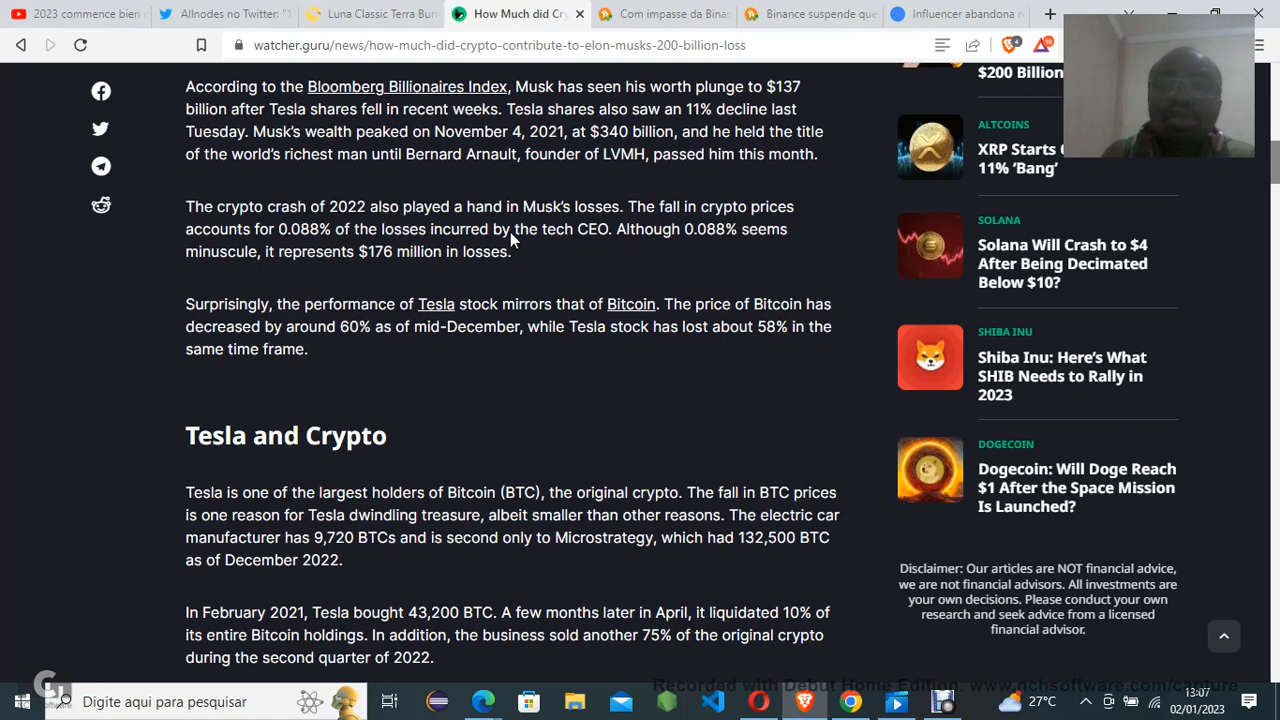 2023 commence bien
Allnodes on Twitter: "1
Luna Classic Terra Burn
How Much did Cry
Com impasse da Binan
Binance suspende que
Influencer abandona
watcher.guru/news/how-much-did-crypto-contribute-to-elon-musks-200-billion-loss
According to the Bloomberg Billionaires Index, Musk has seen his worth plunge to $137
billion after Tesla shares fell in recent weeks. Tesla shares also saw an 11% decline last
Tuesday. Musk's wealth peaked on November 4, 2021, at $340 billion, and he held the title
of the world's richest man until Bernard Arnault, founder of LVMH, passed him this month.
The crypto crash of 2022 also played a hand in Musk's losses. The fall in crypto prices
accounts for 0.088% of the losses incurred by the tech CEO. Although 0.088% seems
minuscule, it represents $176 million in losses.
Surprisingly, the performance of Tesla stock mirrors that of Bitcoin. The price of Bitcoin has
decreased by around 60% as of mid-December, while Tesla stock has lost about 58% in the
same time frame.
Tesla and Crypto
Tesla is one of the largest holders of Bitcoin (BTC), the original crypto. The fall in BTC prices
is one reason for Tesla dwindling treasure, albeit smaller than other reasons. The electric car
manufacturer has 9,720 BTCs and is second only to Microstrategy, which had 132,500 BTC
as of December 2022.
In February 2021, Tesla bought 43,200 BTC. A few months later in April, it liquidated 10% of
its entire Bitcoin holdings. In addition, the business sold another 75% of the original crypto
during the second quarter of 2022.
$200 Billion
ALTCOINS
XRP Starts
11% 'Bang'
SOLANA
Solana Will Crash to $4
After Being Decimated
Below $10?
SHIBA INU
Shiba Inu: Here's What
SHIB Needs to Rally in
2023
DOGECOIN
Dogecoin: Will Doge Reach
$1 After the Space Mission
Is Launched?
Disclaimer: Our articles are NOT financial advice,
we are not financial advisors. All investments are
your own decisions. Please conduct your own
research and seek advice from a licensed
financial advisor.
Recorded with Debut Home Edition. www.nchsoftware.com/capture
Digite aqui para pesquisar
27°C
13:07
02/01/2023